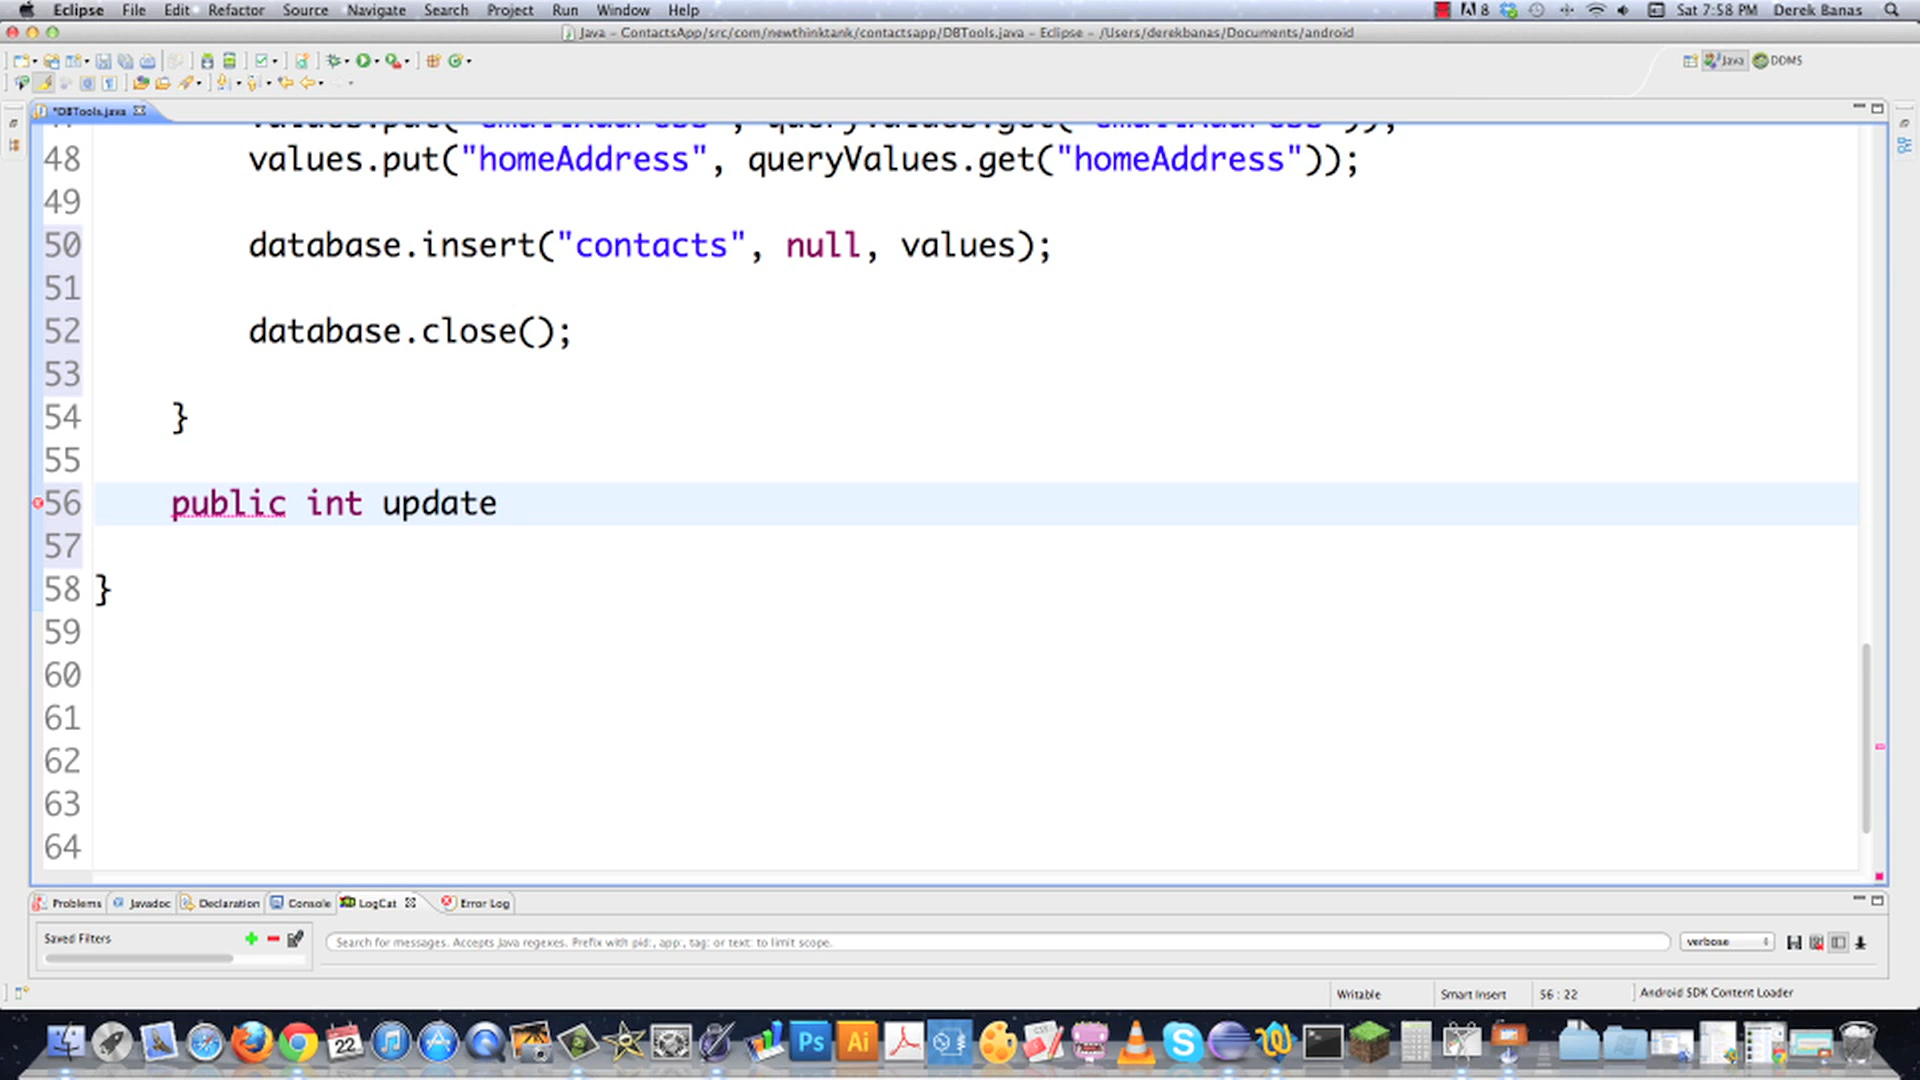 Eclipse File Edit Source Refactor Navigate Search Project Run Window Help 8 Sat 7:58 PM Derek Banas
Java – ContactsApp/src/com/newthinktank/contactsapp/DBTools.java – Eclipse – /Users/derekbanas/Documents/android
Java DDMS
*DBTools.java
48 values.put("homeAddress", queryValues.get("homeAddress"));
49
50 database.insert("contacts", null, values);
51
52 database.close();
53
54 }
55
56 public int update
57
58 }
59
60
61
62
63
64
Problems Javadoc Declaration Console LogCat Error Log
Saved Filters Search for messages. Accepts Java regexes. Prefix with pid:, app:, tag: or text: to limit scope. verbose
Writable Smart Insert 56 : 22 Android SDK Content Loader
22 Ps Ai